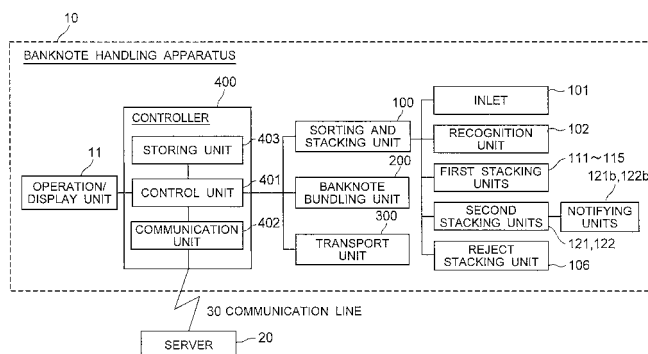 10
BANKNOTE HANDLING APPARATUS
400
CONTROLLER
STORING UNIT
403
11
OPERATION/
DISPLAY UNIT
CONTROL UNIT
401
COMMUNICATION
UNIT
402
100
SORTING AND
STACKING UNIT
200
BANKNOTE
BUNDLING UNIT
300
TRANSPORT
UNIT
101
INLET
102
RECOGNITION
UNIT
111~115
FIRST STACKING
UNITS
121b,122b
SECOND
STACKING UNITS
NOTIFYING
UNITS
121,122
REJECT
STACKING UNIT
106
30 COMMUNICATION LINE
20
SERVER